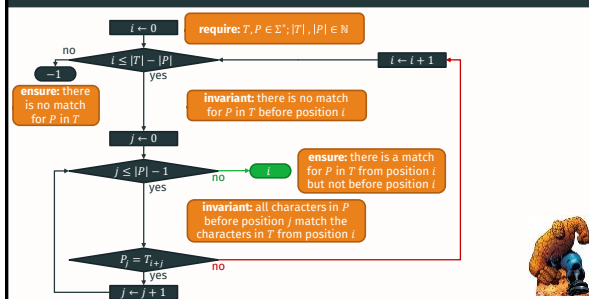 i ← 0
require: T, P ∈ Σ*; |T| , |P| ∈ ℕ
no
i ≤ |T| − |P|
i ← i + 1
−1
yes
ensure: there
is no match
for P in T
invariant: there is no match
for P in T before position i
j ← 0
j ≤ |P| − 1
no
i
ensure: there is a match
for P in T from position i
but not before position i
yes
invariant: all characters in P
before position j match the
characters in T from position i
P_j = T_{i+j}
no
yes
j ← j + 1